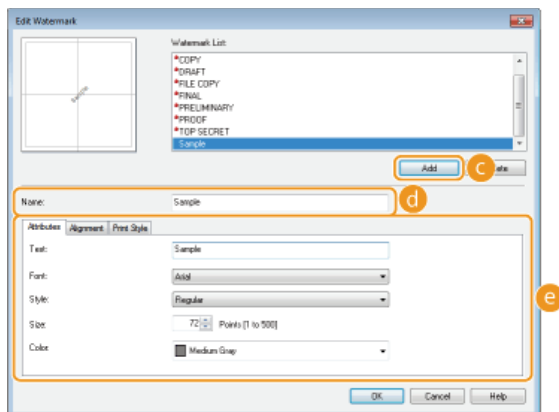 Edit Watermark
Watermark List:
*COPY
*DRAFT
*FILE COPY
*FINAL
*PRELIMINARY
*PROOF
*TOP SECRET
Sample
Sample
Add
c
Name:
Sample
d
Attributes
Alignment
Print Style
Text:
Sample
Font:
Arial
Style:
Regular
e
Size:
72 Points [1 to 500]
Color:
Medium Gray
OK
Cancel
Help